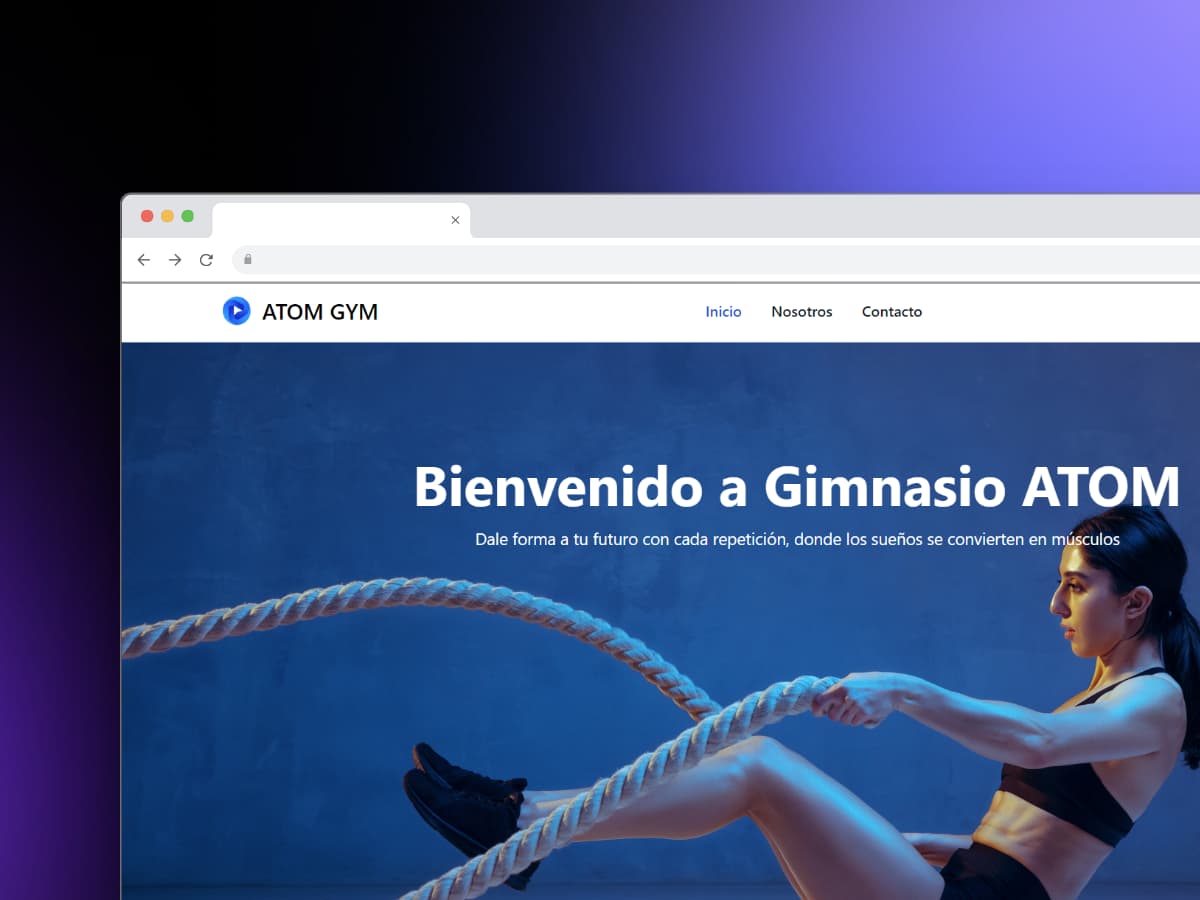 ATOM GYM
Inicio Nosotros Contacto
Bienvenido a Gimnasio ATOM
Dale forma a tu futuro con cada repetición, donde los sueños se convierten en músculos